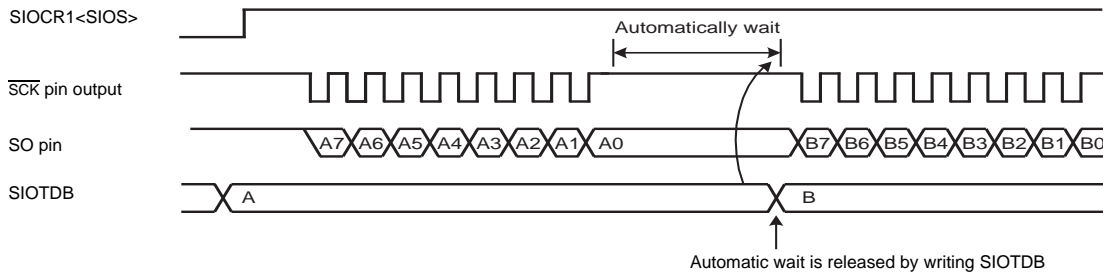 SIOCR1<SIOS>
Automatically wait
SCK pin output
SO pin
A7 A6 A5 A4 A3 A2 A1 A0 B7 B6 B5 B4 B3 B2 B1 B0
SIOTDB
A B
Automatic wait is released by writing SIOTDB